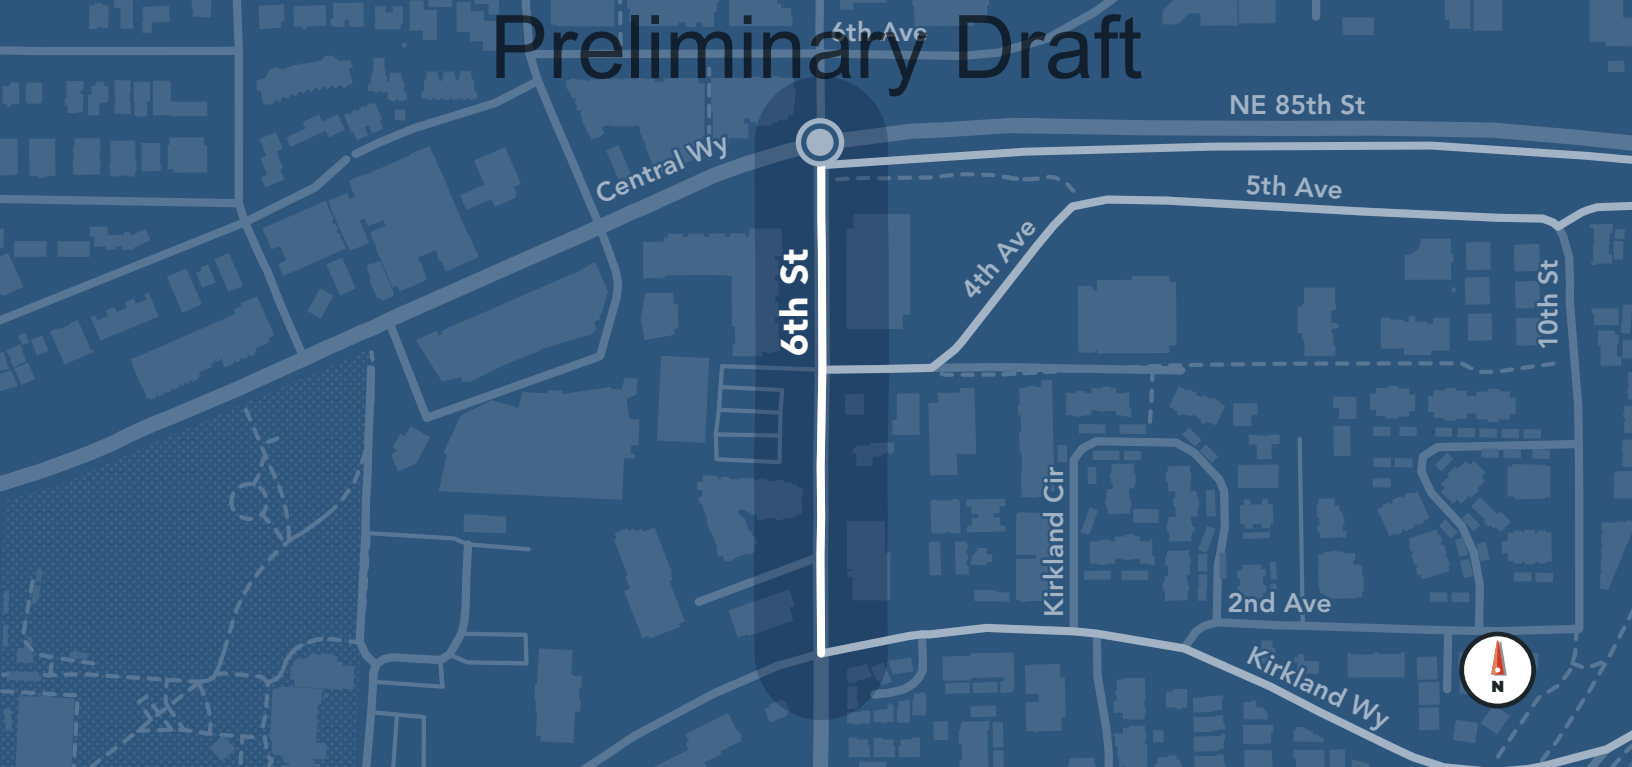 Preliminary Draft
6th Ave
NE 85th St
Central Wy
5th Ave
4th Ave
6th St
10th St
Kirkland Cir
2nd Ave
Kirkland Wy
N